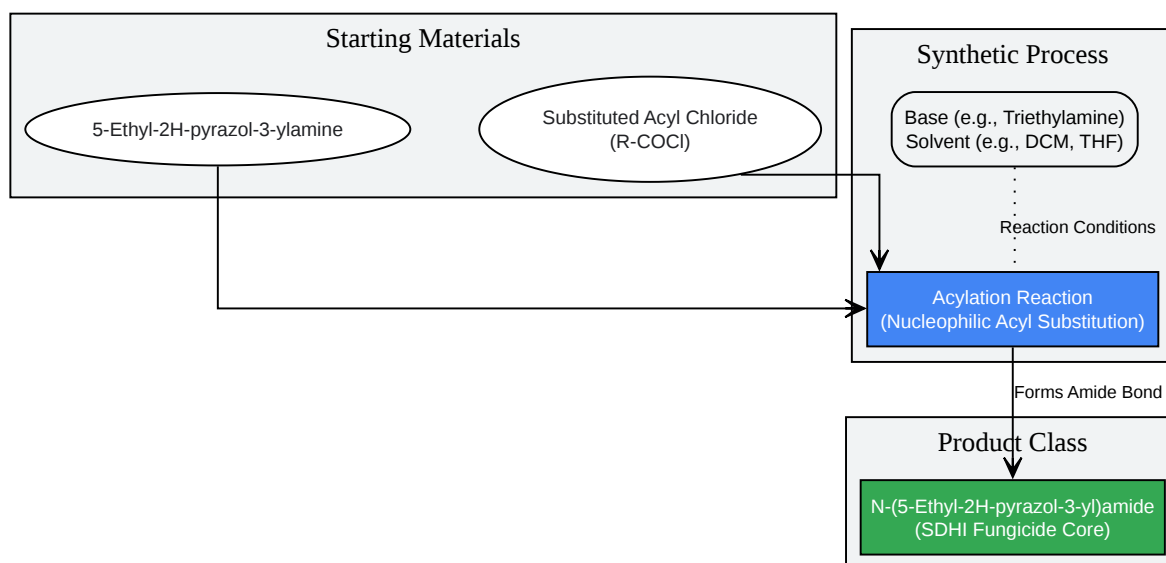 Starting Materials
5-Ethyl-2H-pyrazol-3-ylamine
Substituted Acyl Chloride
(R-COCl)
Synthetic Process
Base (e.g., Triethylamine)
Solvent (e.g., DCM, THF)
Reaction Conditions
Acylation Reaction
(Nucleophilic Acyl Substitution)
Forms Amide Bond
Product Class
N-(5-Ethyl-2H-pyrazol-3-yl)amide
(SDHI Fungicide Core)